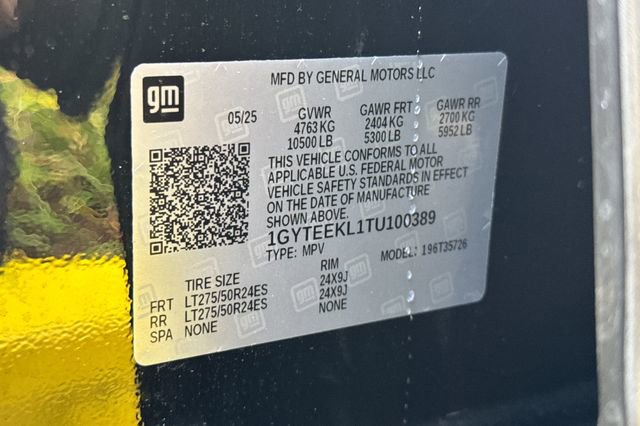 gm
MFD BY GENERAL MOTORS LLC
05/25 GVWR GAWR FRT GAWR RR
4763 KG 2404 KG 2700 KG
10500 LB 5300 LB 5952 LB
THIS VEHICLE CONFORMS TO ALL
APPLICABLE U.S. FEDERAL MOTOR
VEHICLE SAFETY STANDARDS IN EFFECT
ON THE DATE OF MANUFACTURE
SHOWN ABOVE.
1GYTEEKL1TU100389
TYPE: MPV MODEL: 196T35726
TIRE SIZE RIM
FRT LT275/50R24ES 24X9J
RR LT275/50R24ES 24X9J
SPA NONE NONE